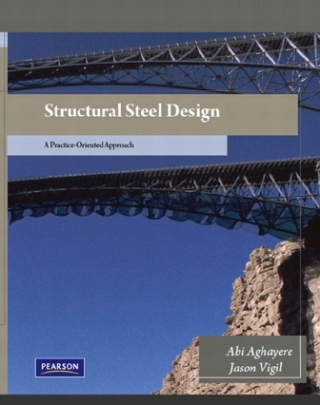 Structural Steel Design
A Practice-Oriented Approach
PEARSON
Abi Aghayere
Jason Vigil